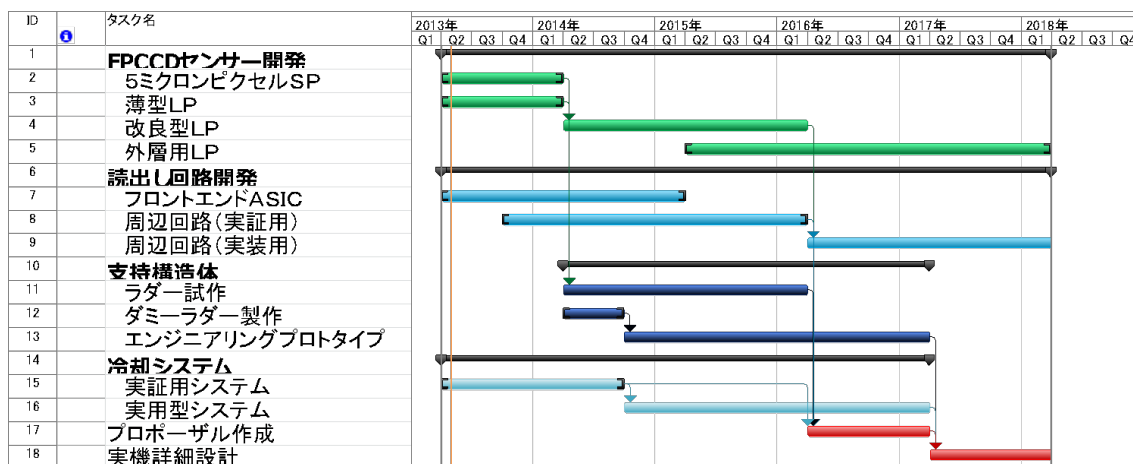 ID タスク名 2013年 2014年 2015年 2016年 2017年 2018年
Q1 Q2 Q3 Q4 Q1 Q2 Q3 Q4 Q1 Q2 Q3 Q4 Q1 Q2 Q3 Q4 Q1 Q2 Q3 Q4 Q1 Q2 Q3 Q4
1 FPCCDセンサー開発
2 5ミクロンピクセルSP
3 薄型LP
4 改良型LP
5 外層用LP
6 読出し回路開発
7 フロントエンドASIC
8 周辺回路(実証用)
9 周辺回路(実装用)
10 支持構造体
11 ラダー試作
12 ダミーラダー製作
13 エンジニアリングプロトタイプ
14 冷却システム
15 実証用システム
16 実用型システム
17 プロポーザル作成
18 実機詳細設計